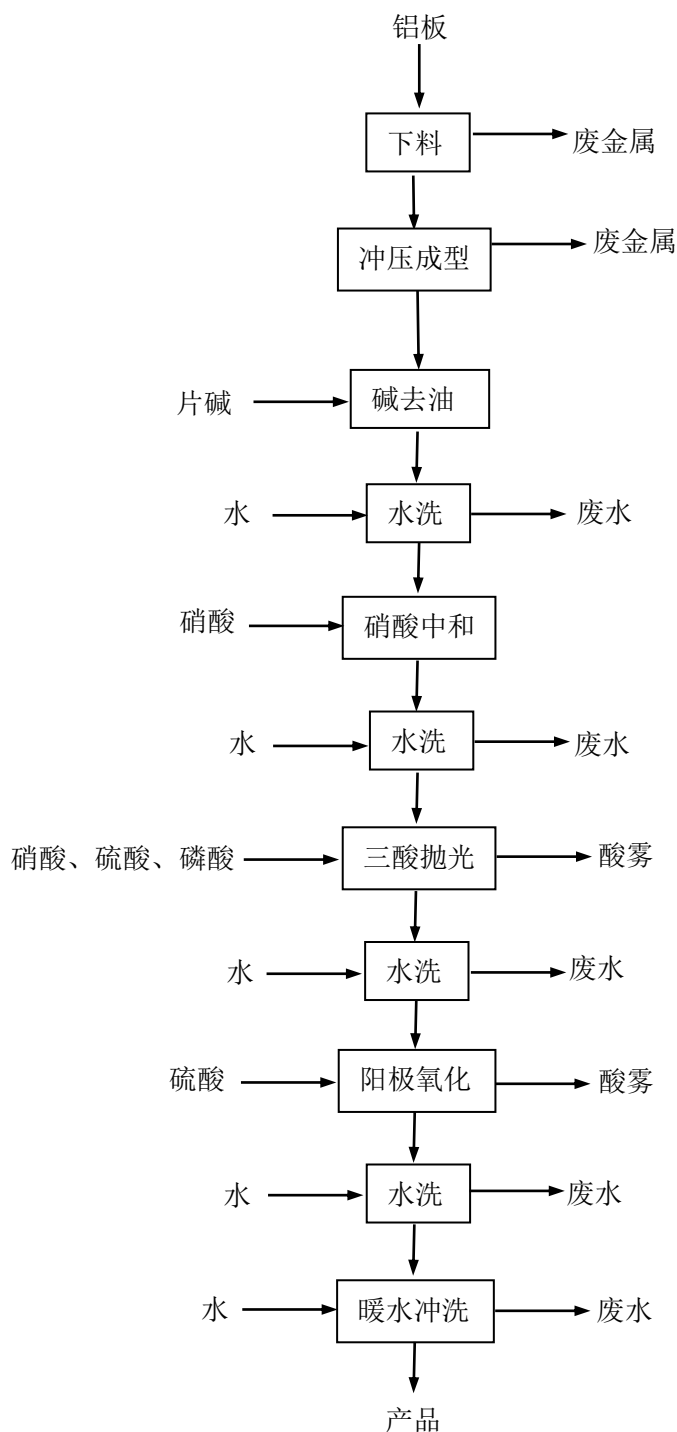 铝板
下料
废金属
冲压成型
废金属
片碱
碱去油
水
水洗
废水
硝酸
硝酸中和
水
水洗
废水
硝酸、硫酸、磷酸
三酸抛光
酸雾
水
水洗
废水
硫酸
阳极氧化
酸雾
水
水洗
废水
水
暖水冲洗
废水
产品